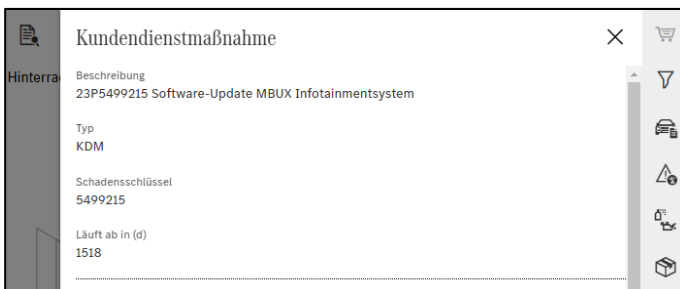 Kundendienstmaßnahme
Hinterra
Beschreibung
23P5499215 Software-Update MBUX Infotainmentsystem
Typ
KDM
Schadensschlüssel
5499215
Läuft ab in (d)
1518